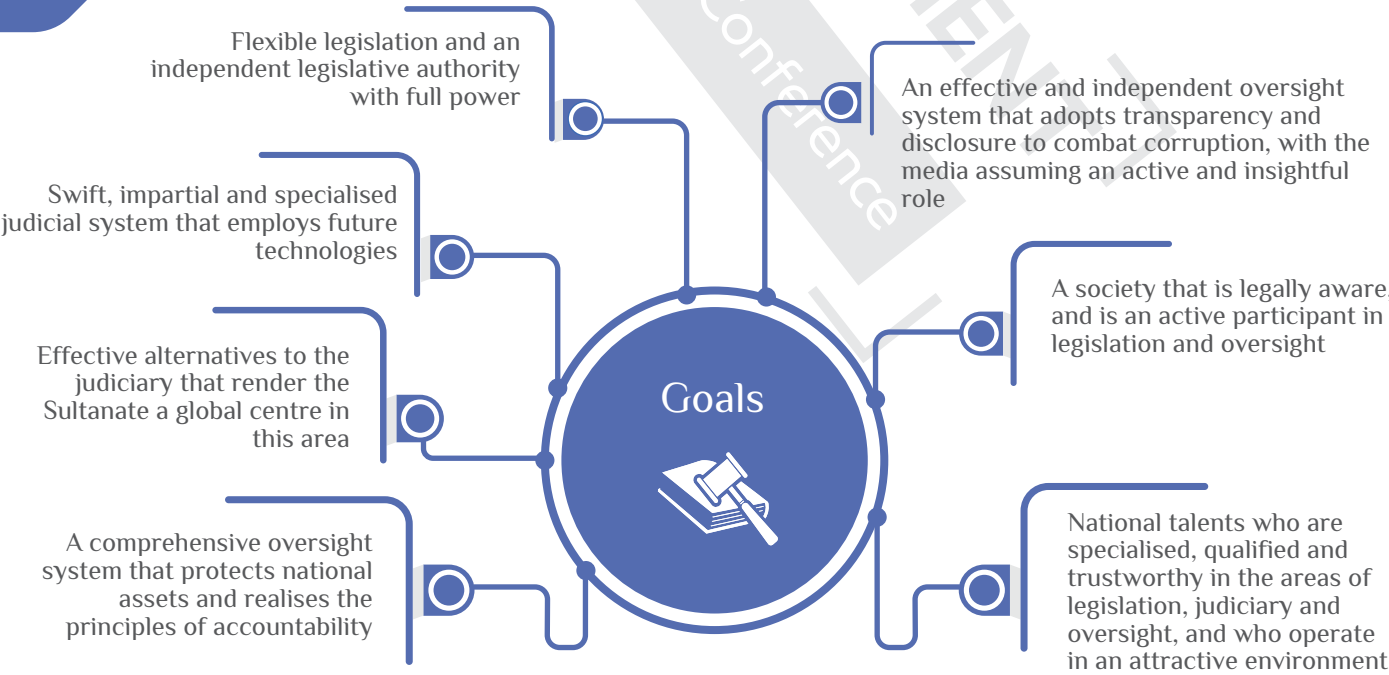 Flexible legislation and an
independent legislative authority
with full power
Swift, impartial and specialised
judicial system that employs future
technologies
Effective alternatives to the
judiciary that render the
Sultanate a global centre in
this area
A comprehensive oversight
system that protects national
assets and realises the
principles of accountability
Goals
An effective and independent oversight
system that adopts transparency and
disclosure to combat corruption, with the
media assuming an active and insightful
role
A society that is legally aware,
and is an active participant in
legislation and oversight
National talents who are
specialised, qualified and
trustworthy in the areas of
legislation, judiciary and
oversight, and who operate
in an attractive environment
Conference